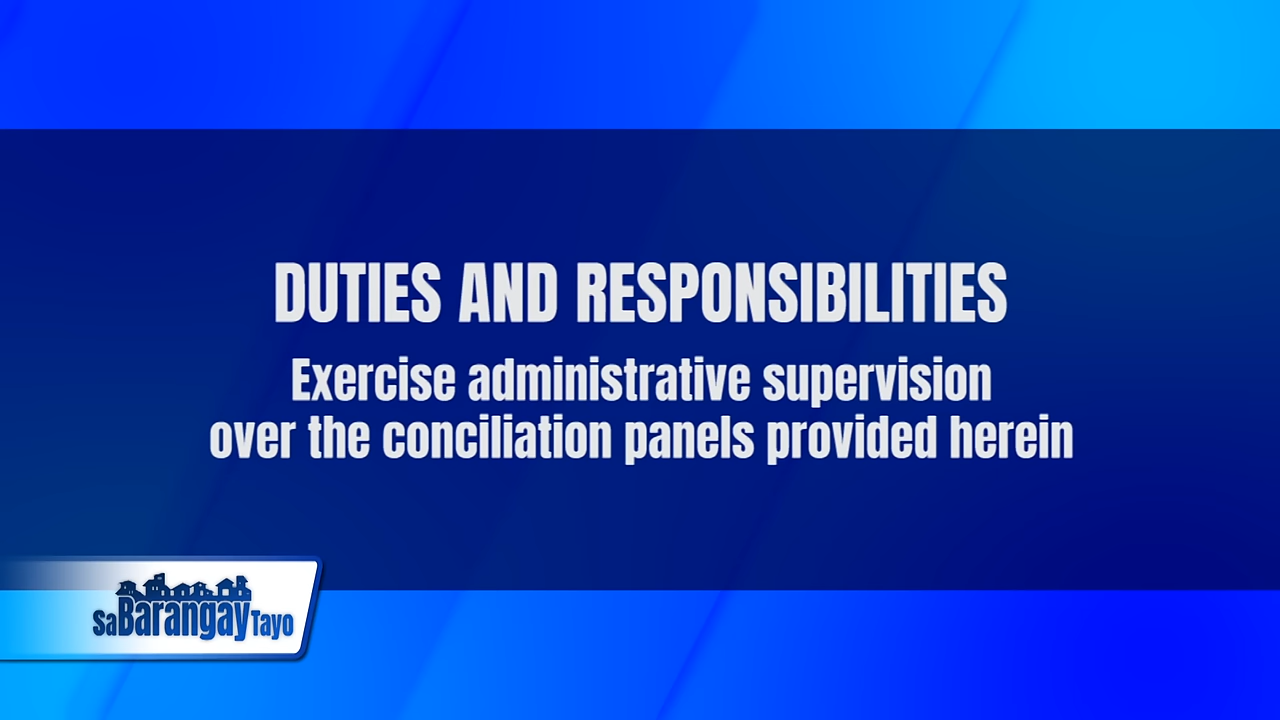 DUTIES AND RESPONSIBILITIES
Exercise administrative supervision
over the conciliation panels provided herein
saBarangayTayo